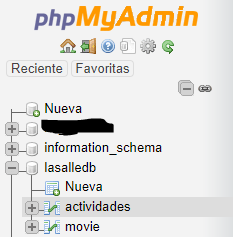 phpMyAdmin
Reciente Favoritas
Nueva
information_schema
lasalledb
Nueva
actividades
movie